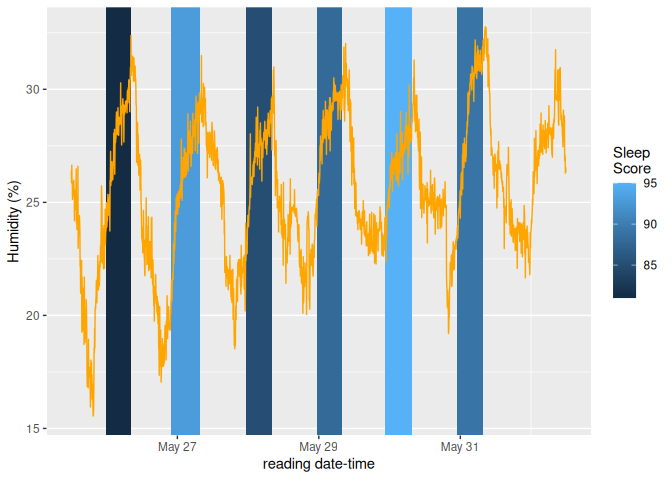 30
25
20
15
Humidity (%)
May 27
May 29
May 31
reading date-time
Sleep
Score
95
90
85